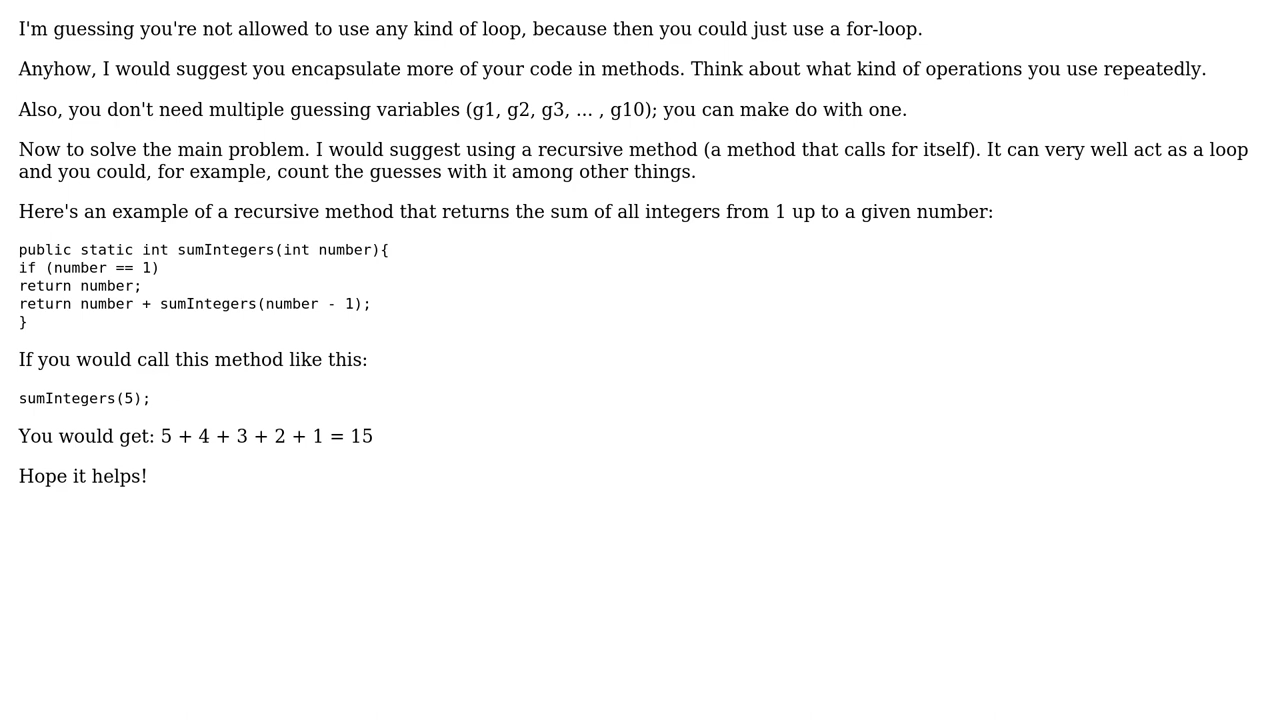 I'm guessing you're not allowed to use any kind of loop, because then you could just use a for-loop.
Anyhow, I would suggest you encapsulate more of your code in methods. Think about what kind of operations you use repeatedly.
Also, you don't need multiple guessing variables (g1, g2, g3, ... , g10); you can make do with one.
Now to solve the main problem. I would suggest using a recursive method (a method that calls for itself). It can very well act as a loop
and you could, for example, count the guesses with it among other things.
Here's an example of a recursive method that returns the sum of all integers from 1 up to a given number:
public static int sumIntegers(int number){
if (number == 1)
return number;
return number + sumIntegers(number - 1);
}
If you would call this method like this:
sumIntegers(5);
You would get: 5 + 4 + 3 + 2 + 1 = 15
Hope it helps!